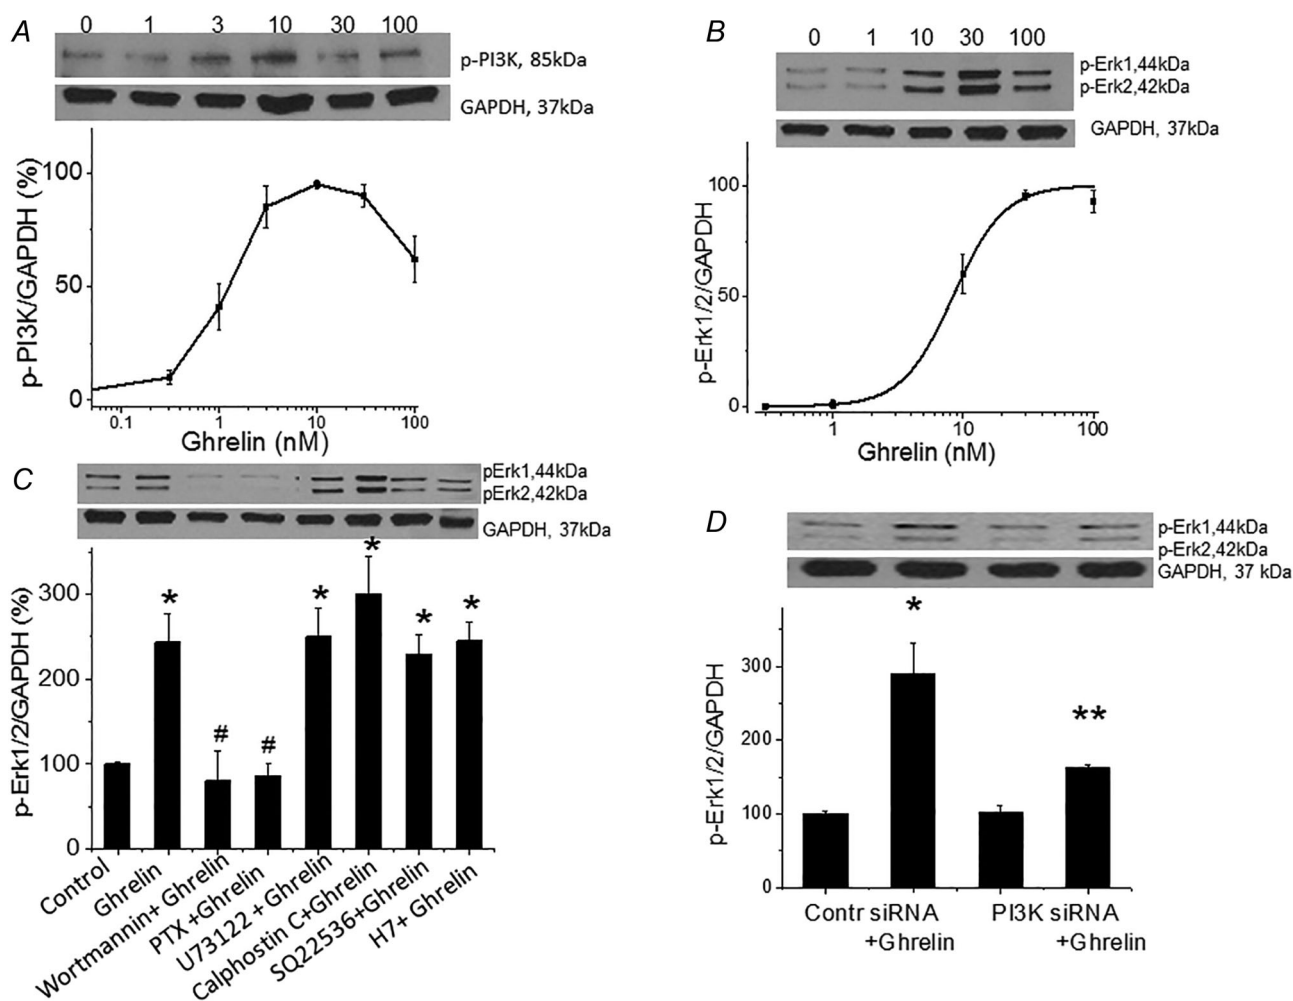 A
0 1 3 10 30 100
p-PI3K, 85kDa
GAPDH, 37kDa
p-PI3K/GAPDH (%)
100
50
0
0.1 1 10 100
Ghrelin (nM)
B
0 1 10 30 100
p-Erk1,44kDa
p-Erk2,42kDa
GAPDH, 37kDa
p-Erk1/2/GAPDH
100
50
0
1 10 100
Ghrelin (nM)
C
pErk1,44kDa
pErk2,42kDa
GAPDH, 37kDa
p-Erk1/2/GAPDH (%)
300
200
100
0
* # # * * * *
Control
Ghrelin
Wortmannin+ Ghrelin
PTX +Ghrelin
U73122 + Ghrelin
Calphostin C+Ghrelin
SQ22536+Ghrelin
H7+ Ghrelin
D
p-Erk1,44kDa
p-Erk2,42kDa
GAPDH, 37 kDa
p-Erk1/2/GAPDH
300
200
100
0
* **
Contr siRNA PI3K siRNA
+Ghrelin +Ghrelin